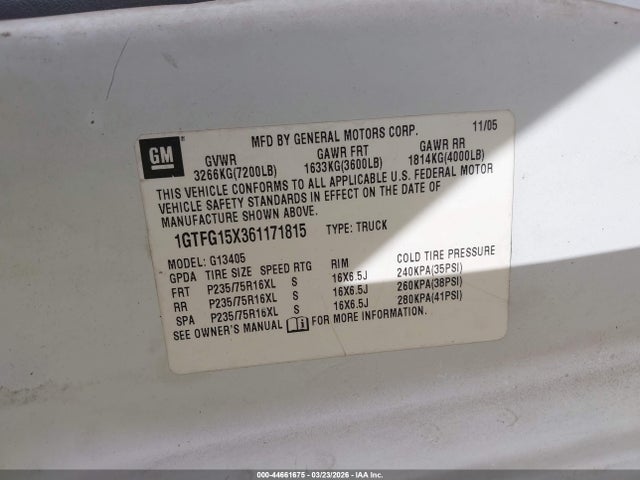 MFD BY GENERAL MOTORS CORP. 11/05
GM
GVWR GAWR FRT GAWR RR
3266KG(7200LB) 1633KG(3600LB) 1814KG(4000LB)
THIS VEHICLE CONFORMS TO ALL APPLICABLE U.S. FEDERAL MOTOR
VEHICLE SAFETY STANDARDS IN EFFECT ON THE DATE OF
MANUFACTURE SHOWN ABOVE.
1GTFG15X361171815 TYPE: TRUCK
MODEL: G13405
GPDA TIRE SIZE SPEED RTG RIM COLD TIRE PRESSURE
FRT P235/75R16XL S 16X6.5J 240KPA(35PSI)
RR P235/75R16XL S 16X6.5J 260KPA(38PSI)
SPA P235/75R16XL S 16X6.5J 280KPA(41PSI)
SEE OWNER'S MANUAL FOR MORE INFORMATION.
000-44661675 - 03/23/2026 - IAAI.COM